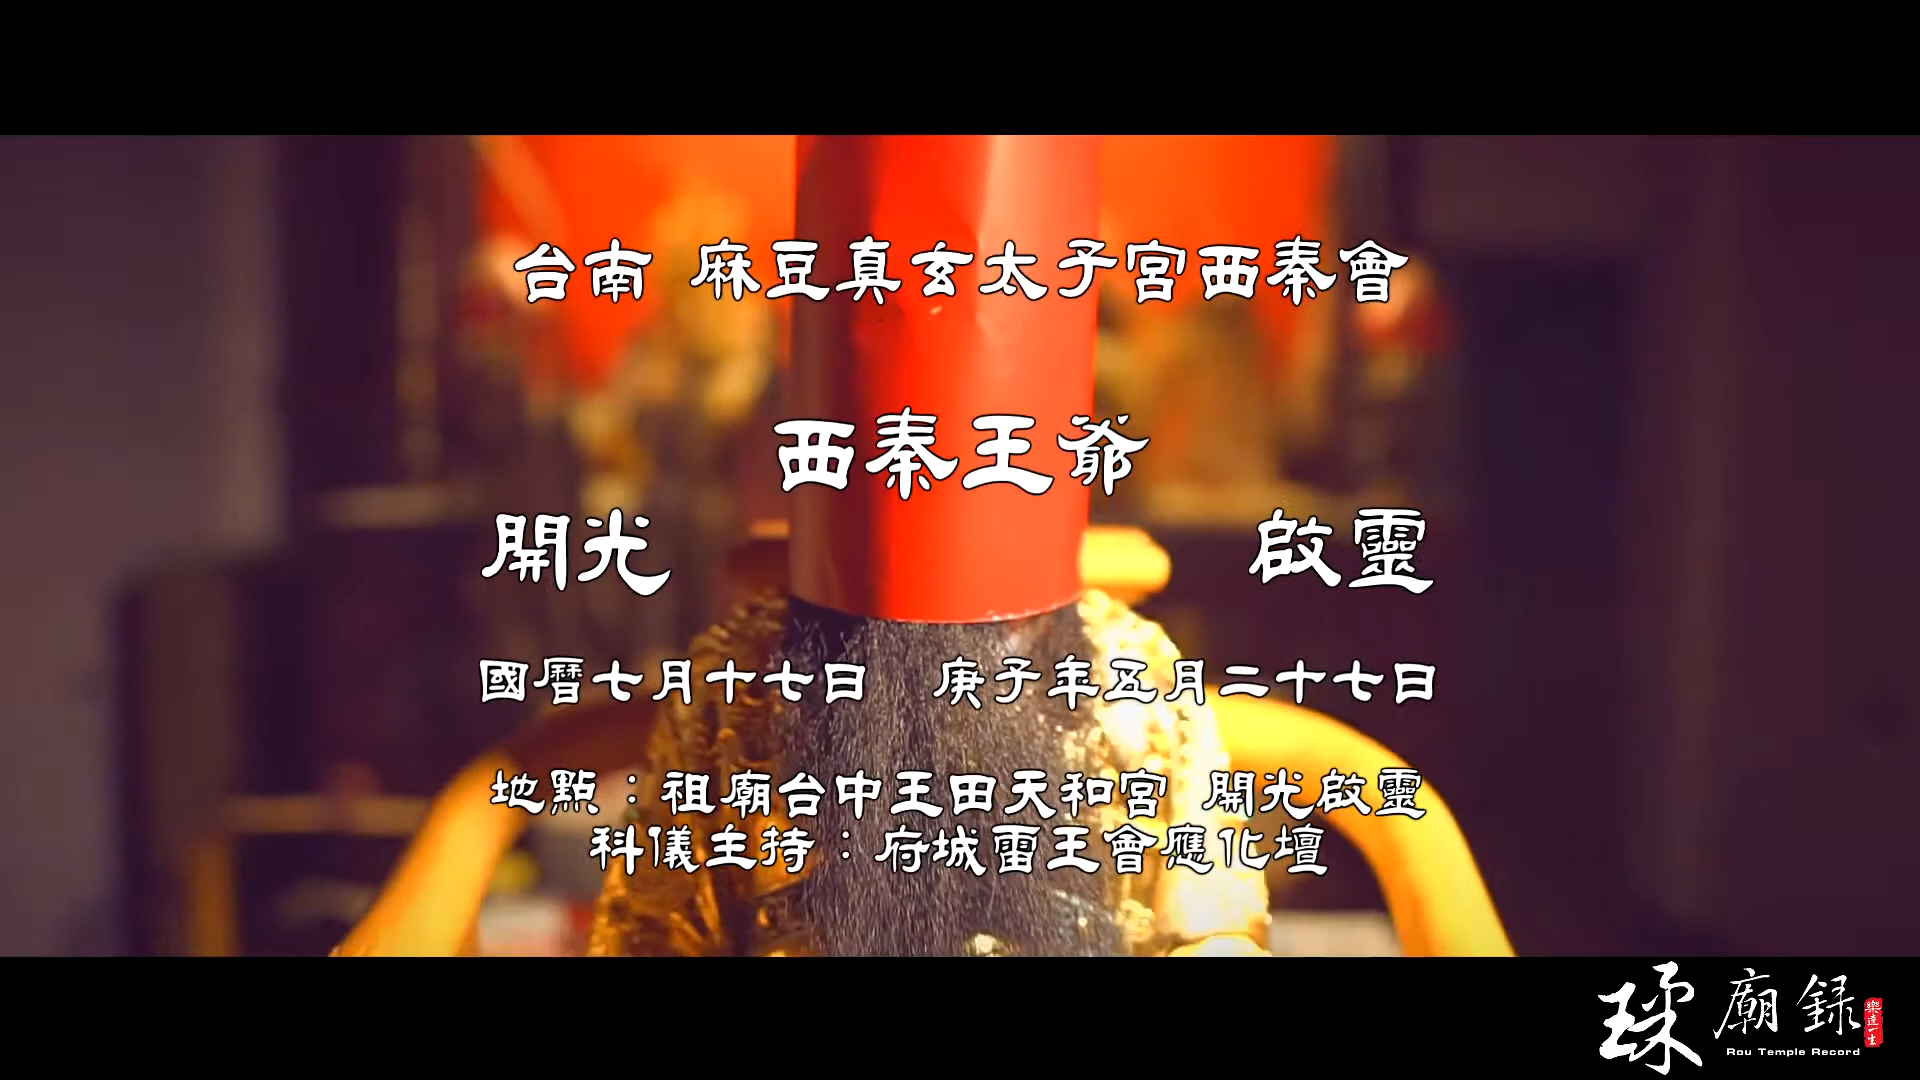 台南 麻豆真玄太子宮西秦會
西秦王爺
開光 啟靈
國曆七月十七日 庚子年五月二十七日
地點：祖廟台中王田天和宮 開光啟靈
科儀主持：府城雷王會應化壇
瑈廟録
Rou Temple Record